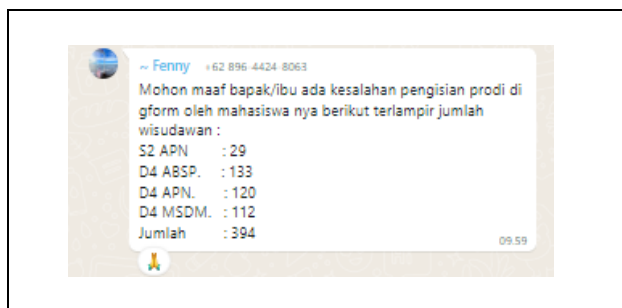 ~ Fenny +62 896-4424-8063
Mohon maaf bapak/ibu ada kesalahan pengisian prodi di
gform oleh mahasiswa nya berikut terlampir jumlah
wisudawan :
S2 APN : 29
D4 ABSP. : 133
D4 APN. : 120
D4 MSDM. : 112
Jumlah : 394
09.59